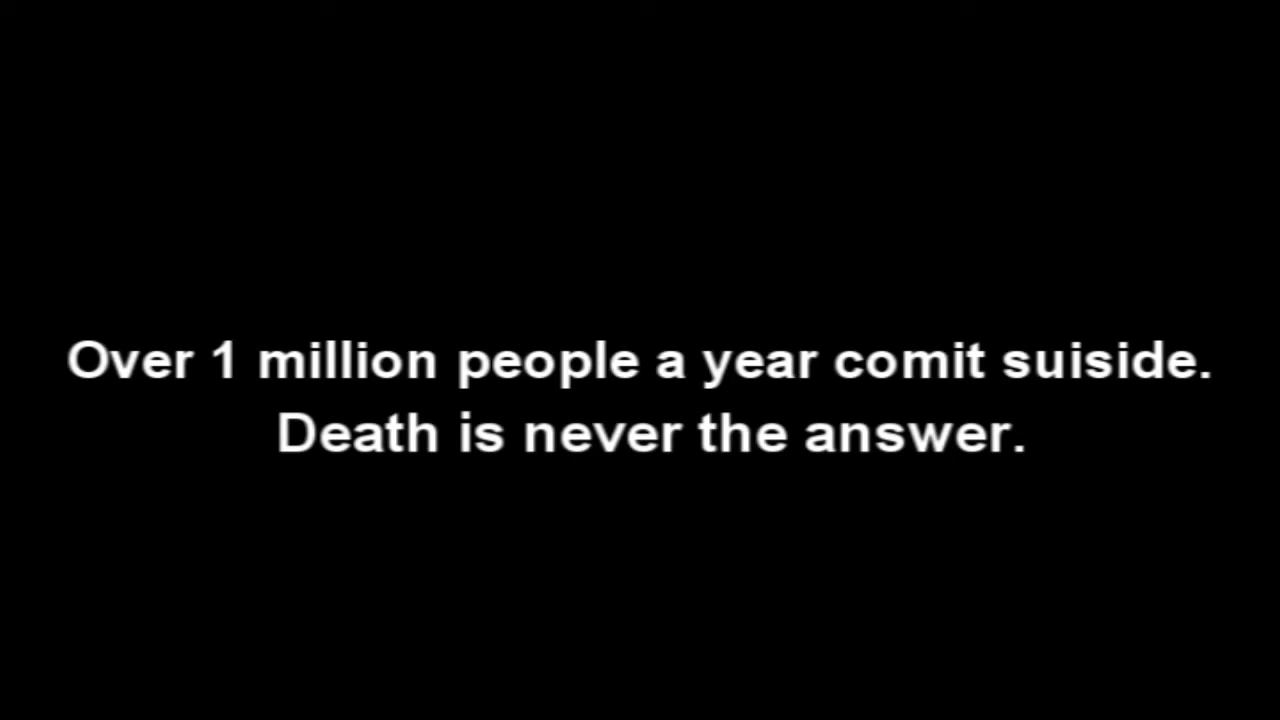 Over 1 million people a year comit suiside.
Death is never the answer.